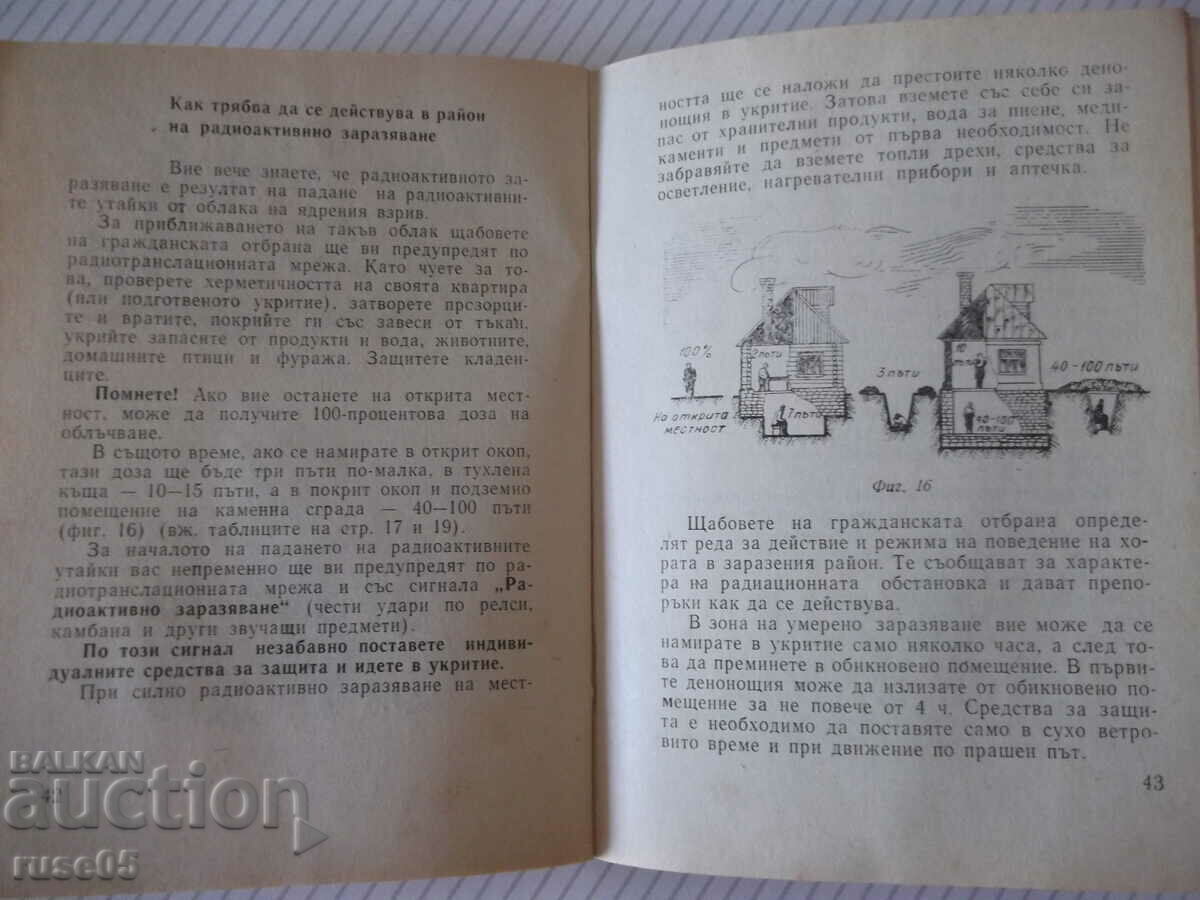 Как трябва да се действува в район
на радиоактивно заразяване
Вие вече знаете, че радиоактивното за-
разяване е резултат на падане на радиоактивни-
те утайки от облака на ядрения взрив.
За приближаването на такъв облак щабовете
на гражданската отбрана ще ви предупредят по
радиотранслационната мрежа. Като чуете за то-
ва, проверете херметичността на своята квартира
(или подготвеното укритие), затворете прозорци-
те и вратите, покрийте ги със завеси от тъкан,
укрийте запасите от продукти и вода, животните,
домашните птици и фуража. Защитете кладен-
ците.
Помнете! Ако вие останете на открита мест-
ност, може да получите 100-процентова доза на
облъчване.
В същото време, ако се намирате в открит окоп,
тази доза ще бъде три пъти по-малка, в тухлена
къща — 10—15 пъти, а в покрит окоп и подземно
помещение на каменна сграда — 40—100 пъти
(фиг. 16) (вж. таблиците на стр. 17 и 19).
За началото на падането на радиоактивните
утайки вас непременно ще ви предупредят по ра-
диотранслационната мрежа и със сигнала „Ра-
диоактивно заразяване“ (чести удари по релси,
камбана и други звучащи предмети).
По този сигнал незабавно поставете индиви-
дуалните средства за защита и идете в укритие.
При силно радиоактивно заразяване на мест-
42
ността ще се наложи да престоите няколко дено-
нощия в укритие. Затова вземете със себе си за-
пас от хранителни продукти, вода за пиене, меди-
каменти и предмети от първа необходимост. Не
забравяйте да вземете топли дрехи, средства за
осветление, нагревателни прибори и аптечка.
100%
На открита
местност
2 пъти
7 пъти
3 пъти
10
пъти
40-100
пъти
40-100 пъти
Фиг. 16
Щабовете на гражданската отбрана опреде-
лят реда за действие и режима на поведение на хо-
рата в заразения район. Те съобщават за характе-
ра на радиационната обстановка и дават препо-
ръки как да се действува.
В зона на умерено заразяване вие може да се
намирате в укритие само няколко часа, а след то-
ва да преминете в обикновено помещение. В първи-
те денонощия може да излизате от обикновено по-
мещение за не повече от 4 ч. Средства за защи-
та е необходимо да поставяте само в сухо ветро-
вито време и при движение по прашен път.
43
BALKAN
auction
ruse05